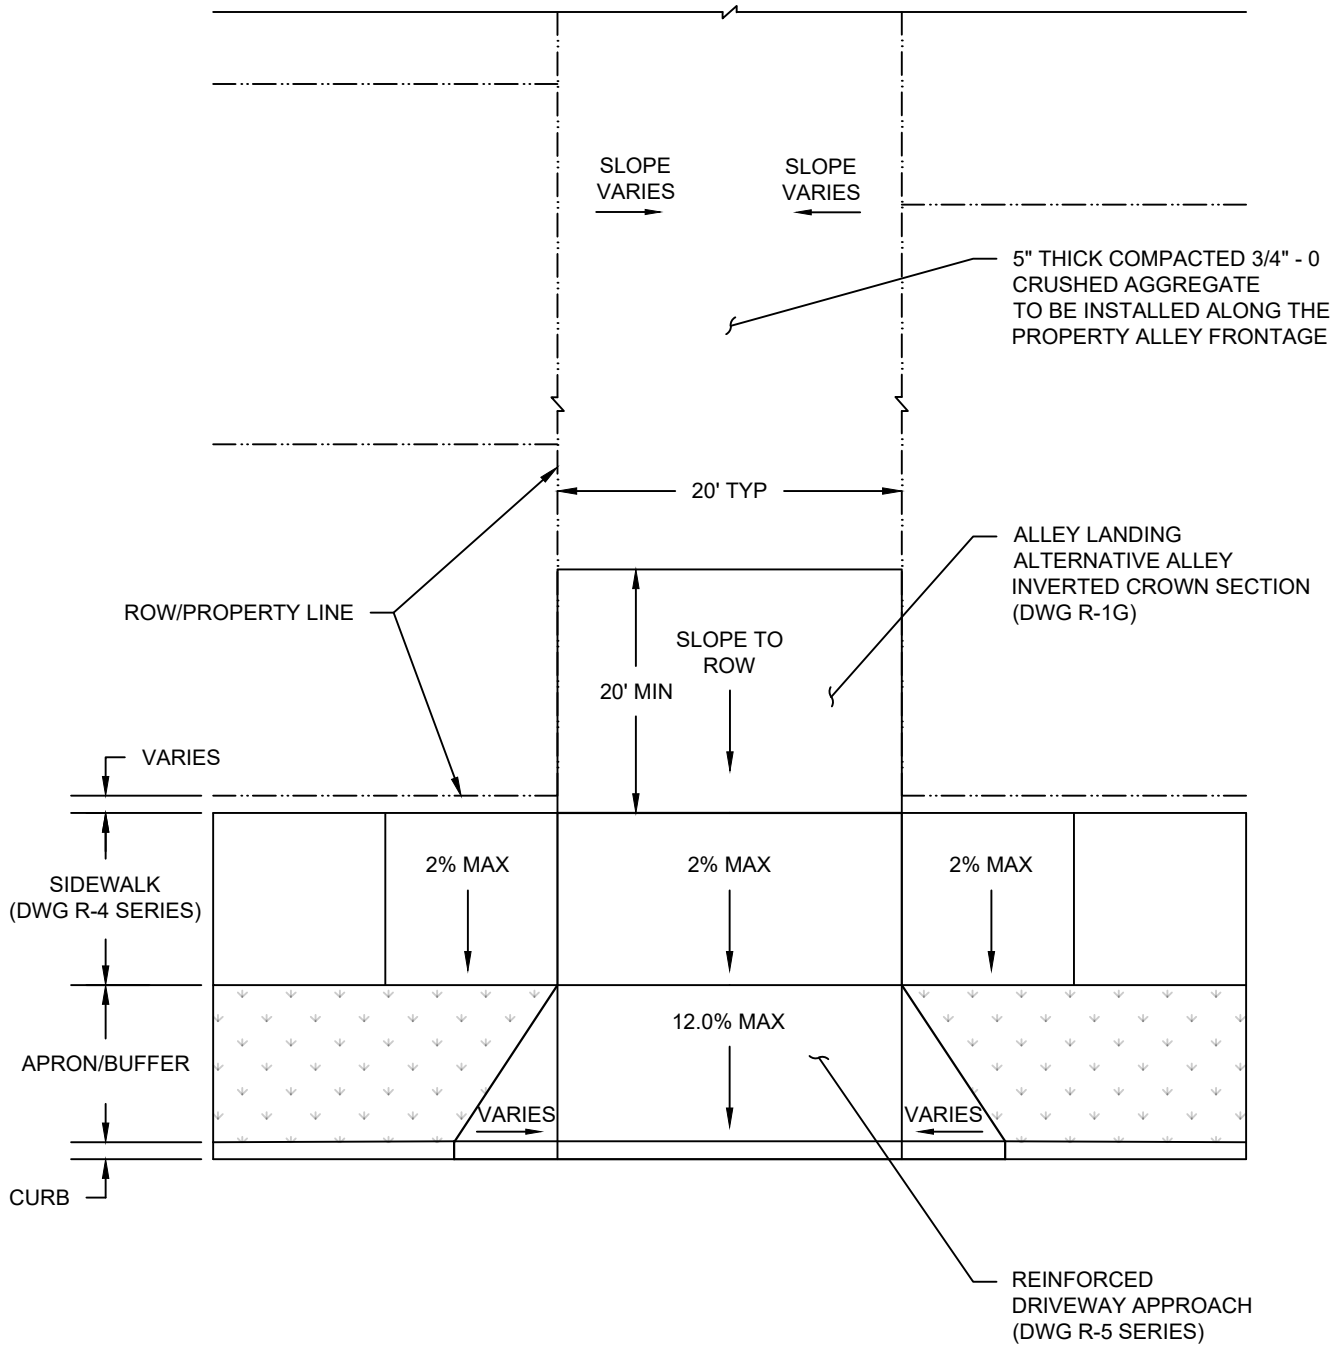 SLOPE
VARIES
SLOPE
VARIES
5" THICK COMPACTED 3/4" - 0
CRUSHED AGGREGATE
TO BE INSTALLED ALONG THE
PROPERTY ALLEY FRONTAGE
20' TYP
ALLEY LANDING
ALTERNATIVE ALLEY
INVERTED CROWN SECTION
(DWG R-1G)
ROW/PROPERTY LINE
SLOPE TO
ROW
20' MIN
VARIES
SIDEWALK
(DWG R-4 SERIES)
2% MAX
2% MAX
2% MAX
12.0% MAX
APRON/BUFFER
VARIES
VARIES
CURB
REINFORCED
DRIVEWAY APPROACH
(DWG R-5 SERIES)